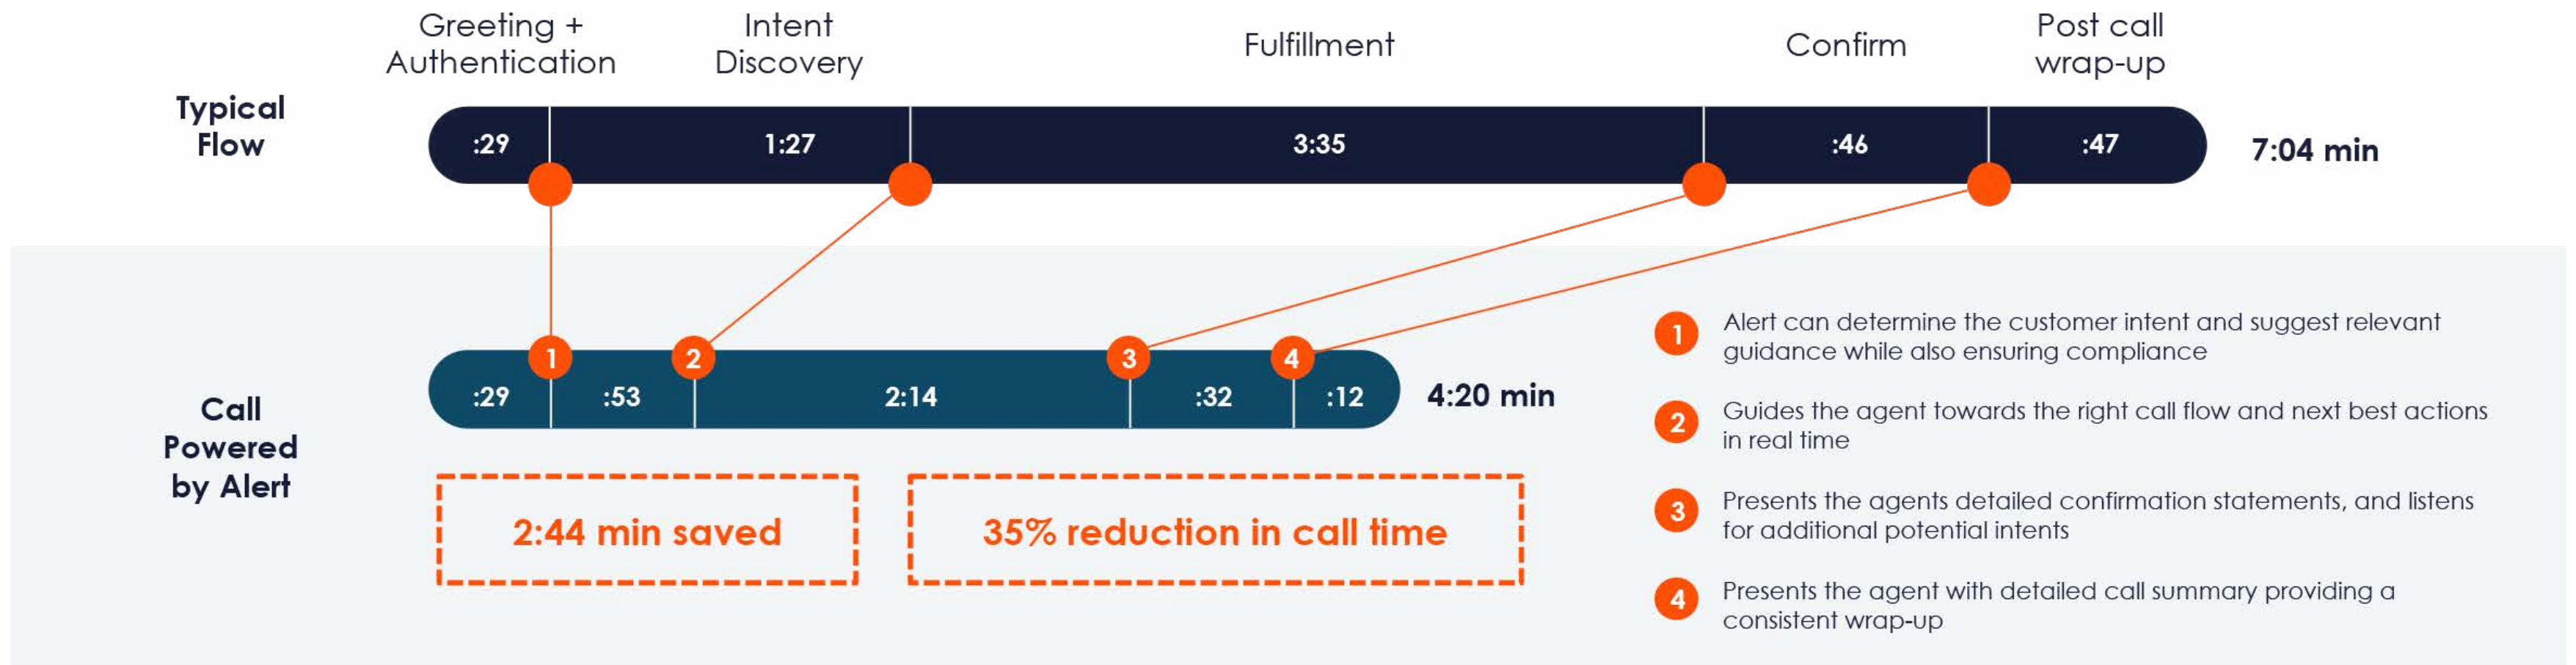 Greeting +
Authentication
Intent
Discovery
Fulfillment
Confirm
Post call
wrap-up
Typical
Flow
:29
1:27
3:35
:46
:47
7:04 min
1
2
3
4
Call
Powered
by Alert
:29
:53
2:14
:32
:12
4:20 min
2:44 min saved
35% reduction in call time
1
Alert can determine the customer intent and suggest relevant
guidance while also ensuring compliance
2
Guides the agent towards the right call flow and next best actions
in real time
3
Presents the agents detailed confirmation statements, and listens
for additional potential intents
4
Presents the agent with detailed call summary providing a
consistent wrap-up